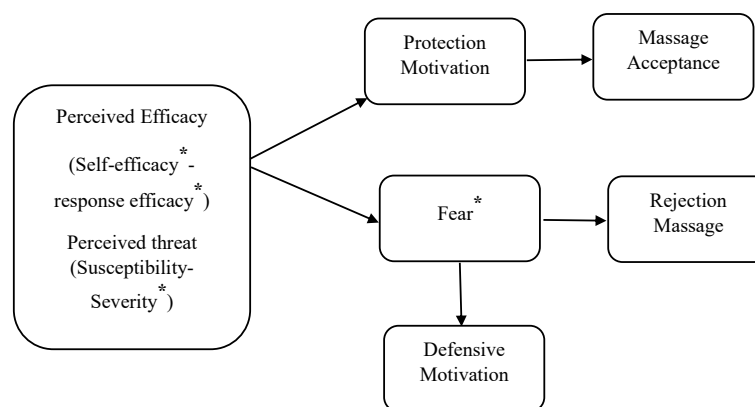 Protection
Motivation
Massage
Acceptance
Perceived Efficacy
(Self-efficacy*-
response efficacy*)
Perceived threat
(Susceptibility-
Severity*)
Fear*
Rejection
Massage
Defensive
Motivation